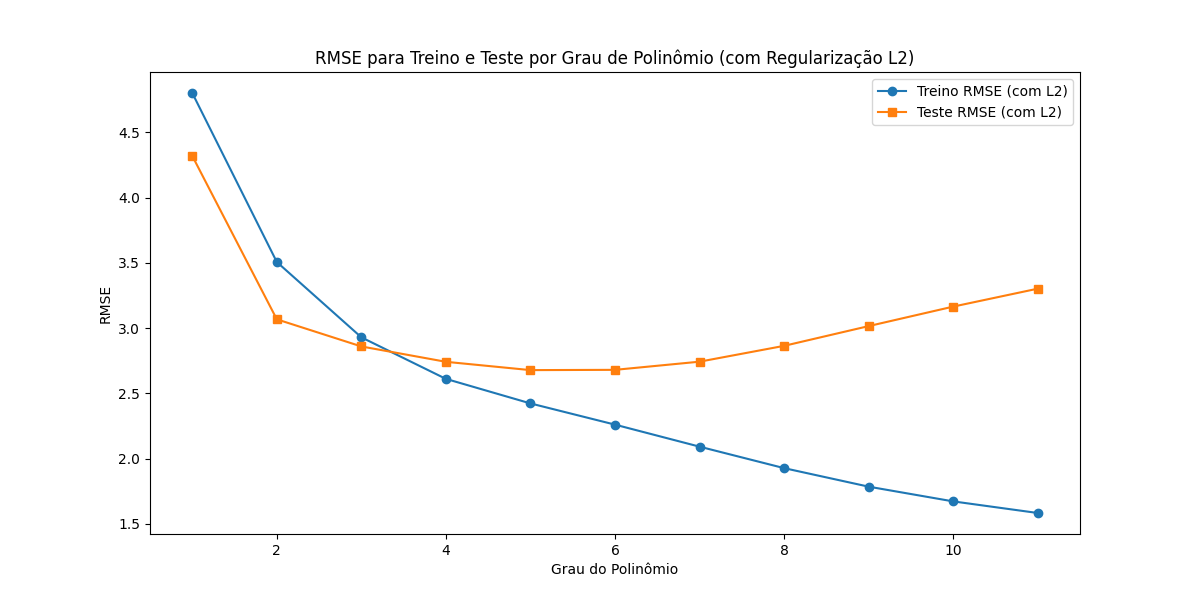 RMSE para Treino e Teste por Grau de Polinômio (com Regularização L2)
Treino RMSE (com L2)
Teste RMSE (com L2)
RMSE
4.5
4.0
3.5
3.0
2.5
2.0
1.5
2 4 6 8 10
Grau do Polinômio